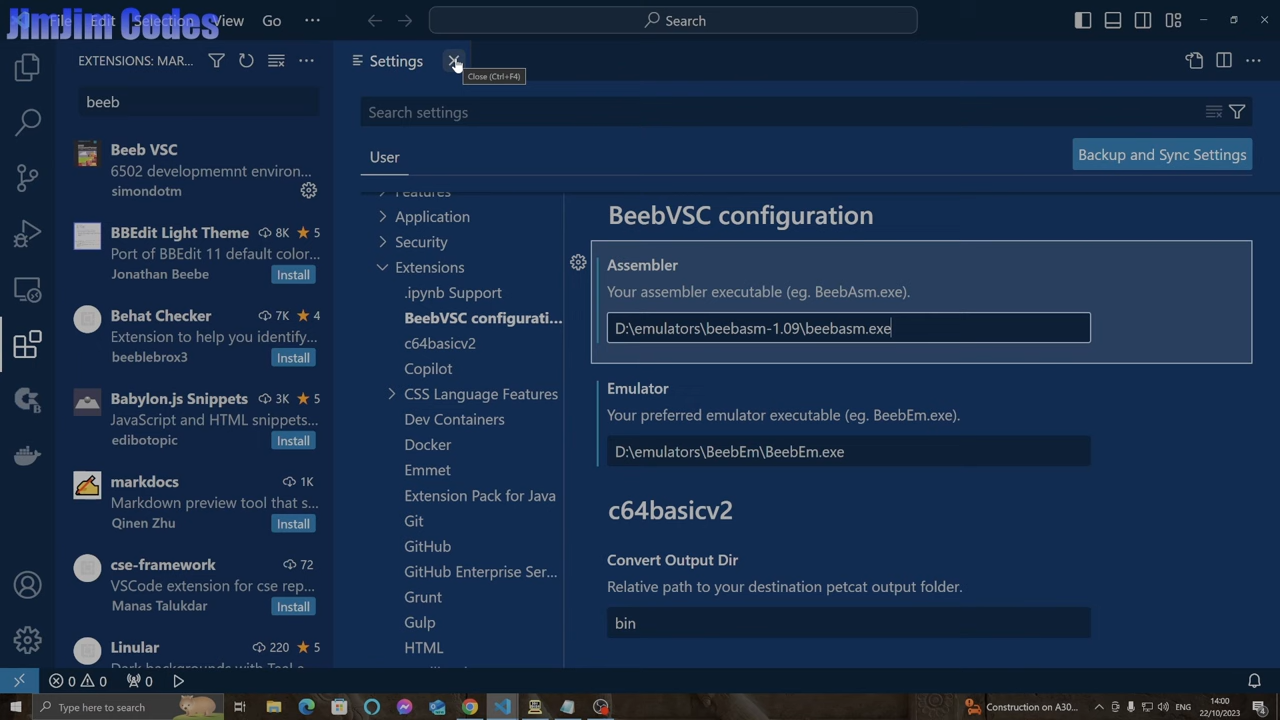 JimJim Codes
File Edit Selection View Go ··· Search
EXTENSIONS: MAR... ···
beeb
Beeb VSC
6502 developmemnt environ...
simondotm
BBEdit Light Theme 8K ★ 5
Port of BBEdit 11 default color...
Jonathan Beebe Install
Behat Checker 7K ★ 4
Extension to help you identify...
beeblebrox3 Install
Babylon.js Snippets 3K ★ 5
JavaScript and HTML snippets...
edibotopic Install
markdocs 1K
Markdown preview tool that s...
Qinen Zhu Install
cse-framework 72
VSCode extension for cse rep...
Manas Talukdar Install
Linular 220 ★ 5
Settings
Close (Ctrl+F4)
Search settings
User
Backup and Sync Settings
Features
Application
Security
Extensions
.ipynb Support
BeebVSC configurati...
c64basicv2
Copilot
CSS Language Features
Dev Containers
Docker
Emmet
Extension Pack for Java
Git
GitHub
GitHub Enterprise Ser...
Grunt
Gulp
HTML
BeebVSC configuration
Assembler
Your assembler executable (eg. BeebAsm.exe).
D:\emulators\beebasm-1.09\beebasm.exe
Emulator
Your preferred emulator executable (eg. BeebEm.exe).
D:\emulators\BeebEm\BeebEm.exe
c64basicv2
Convert Output Dir
Relative path to your destination petcat output folder.
bin
0 0 0
Type here to search
Construction on A30...
ENG
14:00
22/10/2023